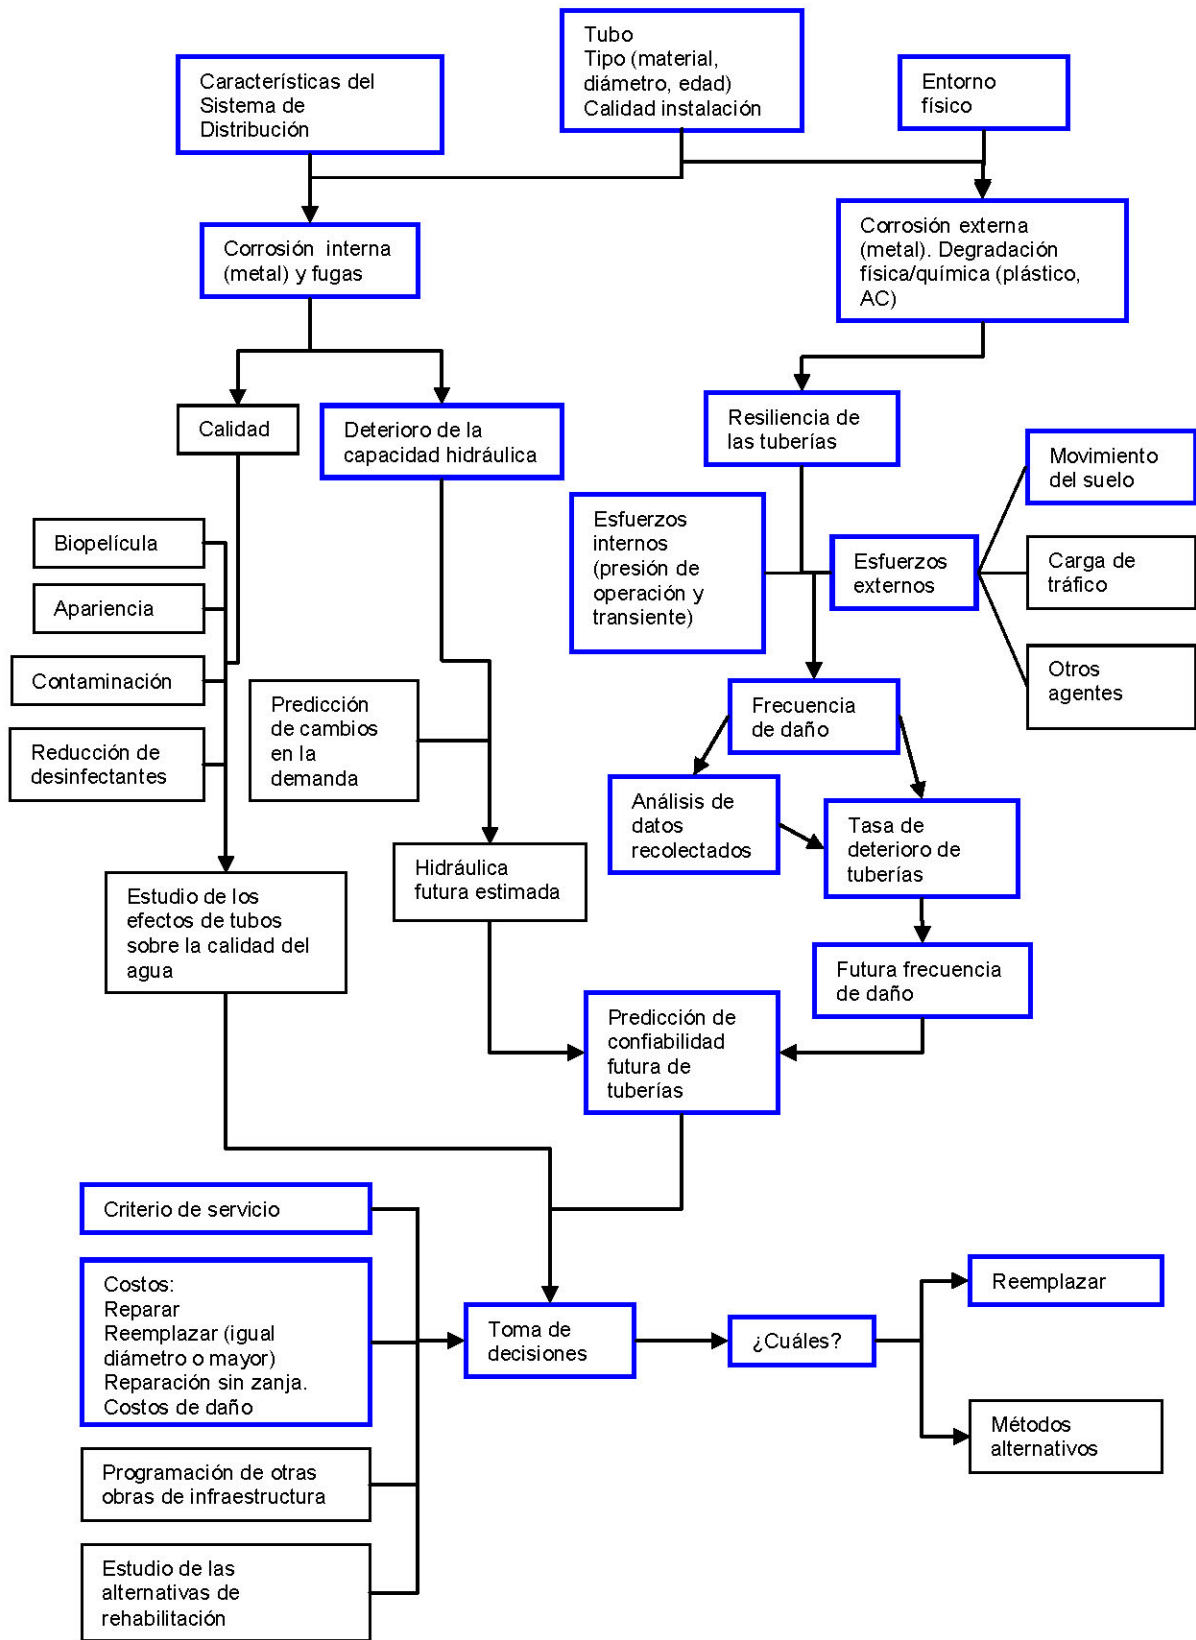 Tubo
Tipo (material,
diámetro, edad)
Calidad instalación
Características del
Sistema de
Distribución
Entorno
físico
Corrosión interna
(metal) y fugas
Corrosión externa
(metal). Degradación
física/química (plástico,
AC)
Calidad
Deterioro de la
capacidad hidráulica
Resiliencia de
las tuberías
Movimiento
del suelo
Biopelícula
Esfuerzos
internos
(presión de
operación y
transiente)
Esfuerzos
externos
Carga de
tráfico
Apariencia
Contaminación
Otros
agentes
Predicción
de cambios
en la
demanda
Frecuencia
de daño
Reducción de
desinfectantes
Análisis de
datos
recolectados
Tasa de
deterioro de
tuberías
Hidráulica
futura estimada
Estudio de los
efectos de tubos
sobre la calidad del
agua
Futura frecuencia
de daño
Predicción de
confiabilidad
futura de
tuberías
Criterio de servicio
Costos:
Reparar
Reemplazar (igual
diámetro o mayor)
Reparación sin zanja.
Costos de daño
Toma de
decisiones
¿Cuáles?
Reemplazar
Métodos
alternativos
Programación de otras
obras de infraestructura
Estudio de las
alternativas de
rehabilitación